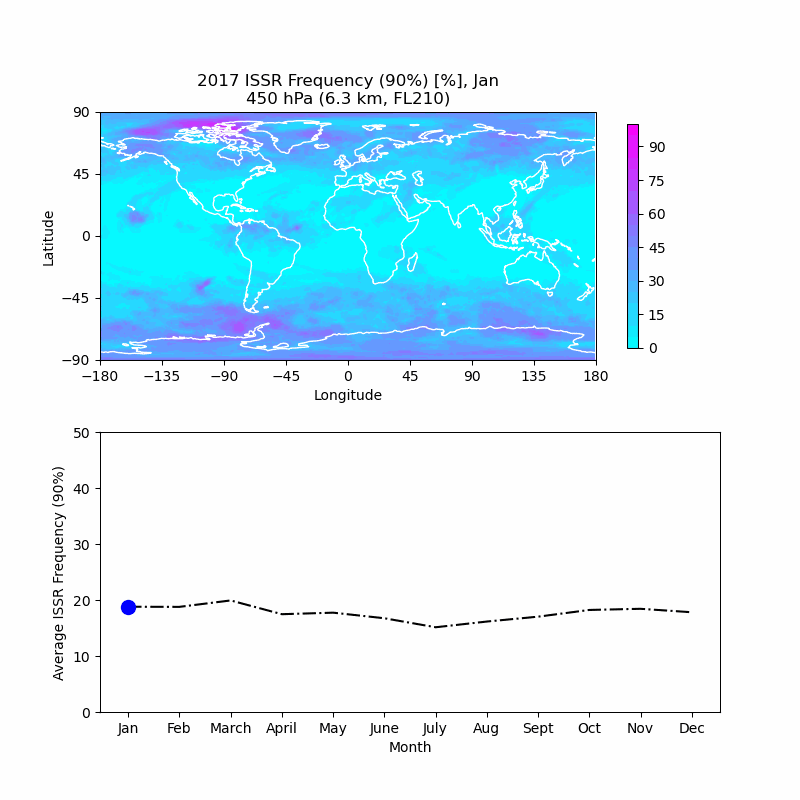 2017 ISSR Frequency (90%) [%], Jan
450 hPa (6.3 km, FL210)
90
45
0
−45
−90
Latitude
−180 −135 −90 −45 0 45 90 135 180
Longitude
90
75
60
45
30
15
0
50
40
30
20
10
0
Average ISSR Frequency (90%)
Jan Feb March April May June July Aug Sept Oct Nov Dec
Month